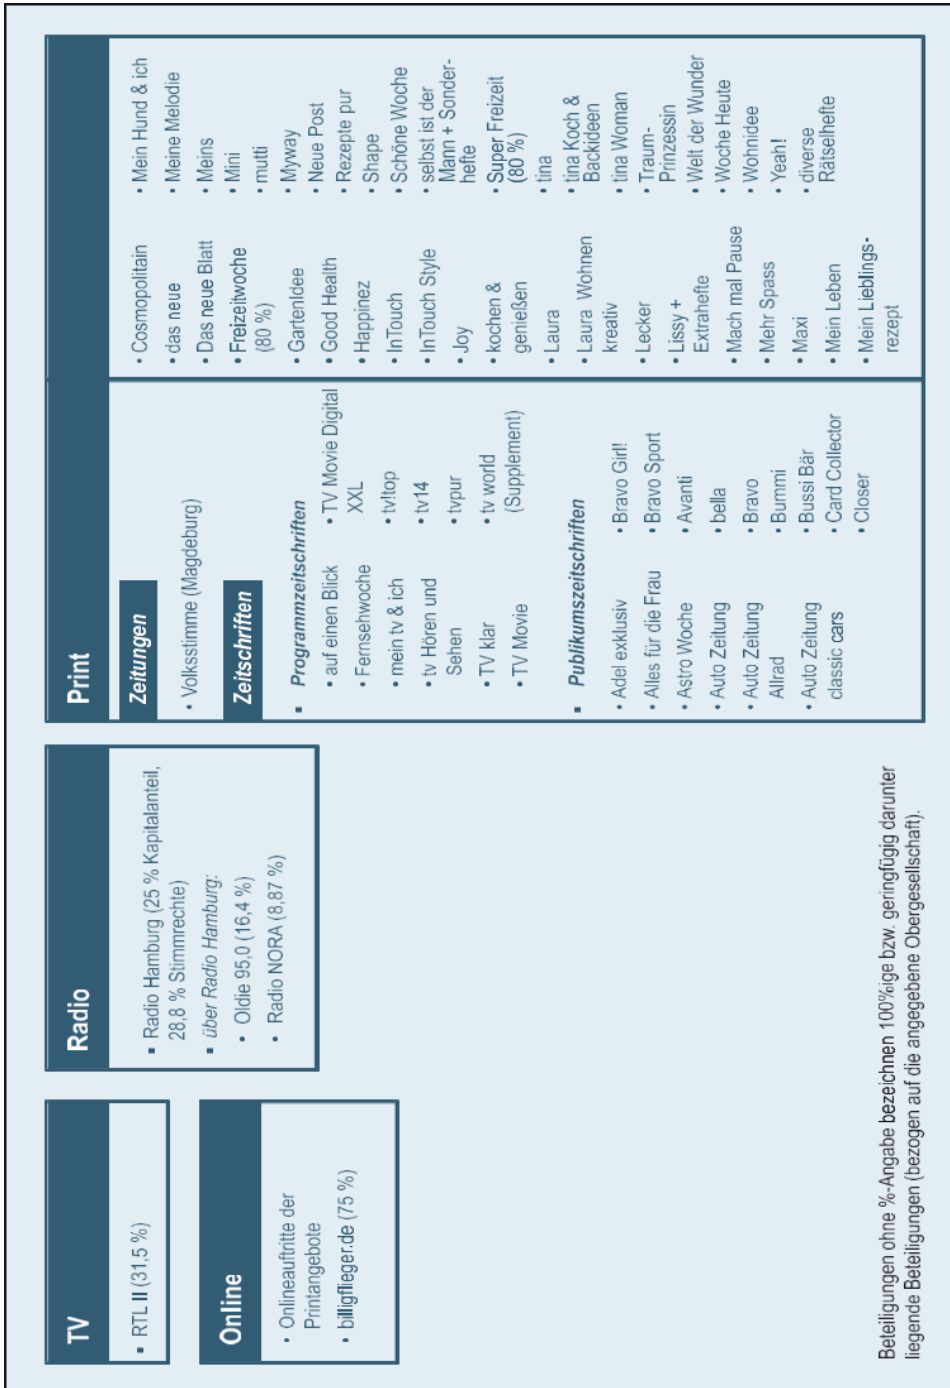 TV
▪ RTL II (31,5 %)
Online
• Onlineauftritte der
Printangebote
• billigflieger.de (75 %)
Radio
▪ Radio Hamburg (25 % Kapitalanteil,
28,8 % Stimmrechte)
▪ über Radio Hamburg:
• Oldie 95,0 (16,4 %)
• Radio NORA (8,87 %)
Print
Zeitungen
• Volksstimme (Magdeburg)
Zeitschriften
▪ Programmzeitschriften
• auf einen Blick
• Fernsehwoche
• mein tv & ich
• tv Hören und
Sehen
• TV klar
• TV Movie
• TV Movie Digital
XXL
• tv!top
• tv14
• tvpur
• tv world
(Supplement)
▪ Publikumszeitschriften
• Adel exklusiv
• Alles für die Frau
• Astro Woche
• Auto Zeitung
• Auto Zeitung
Allrad
• Auto Zeitung
classic cars
• Bravo Girl!
• Bravo Sport
• Avanti
• bella
• Bravo
• Bummi
• Bussi Bär
• Card Collector
• Closer
• Cosmopolitain
• das neue
• Das neue Blatt
• Freizeitwoche
(80 %)
• GartenIdee
• Good Health
• Happinez
• InTouch
• InTouch Style
• Joy
• kochen &
genießen
• Laura
• Laura Wohnen
kreativ
• Lecker
• Lissy +
Extrahefte
• Mach mal Pause
• Mehr Spass
• Maxi
• Mein Leben
• Mein Lieblings-
rezept
• Mein Hund & ich
• Meine Melodie
• Meins
• Mini
• mutti
• Myway
• Neue Post
• Rezepte pur
• Shape
• Schöne Woche
• selbst ist der
Mann + Sonder-
hefte
• Super Freizeit
(80 %)
• tina
• tina Koch &
Backideen
• tina Woman
• Traum-
Prinzessin
• Welt der Wunder
• Woche Heute
• Wohnidee
• Yeah!
• diverse
Rätselhefte
Beteiligungen ohne %-Angabe bezeichnen 100%ige bzw. geringfügig darunter
liegende Beteiligungen (bezogen auf die angegebene Obergesellschaft).